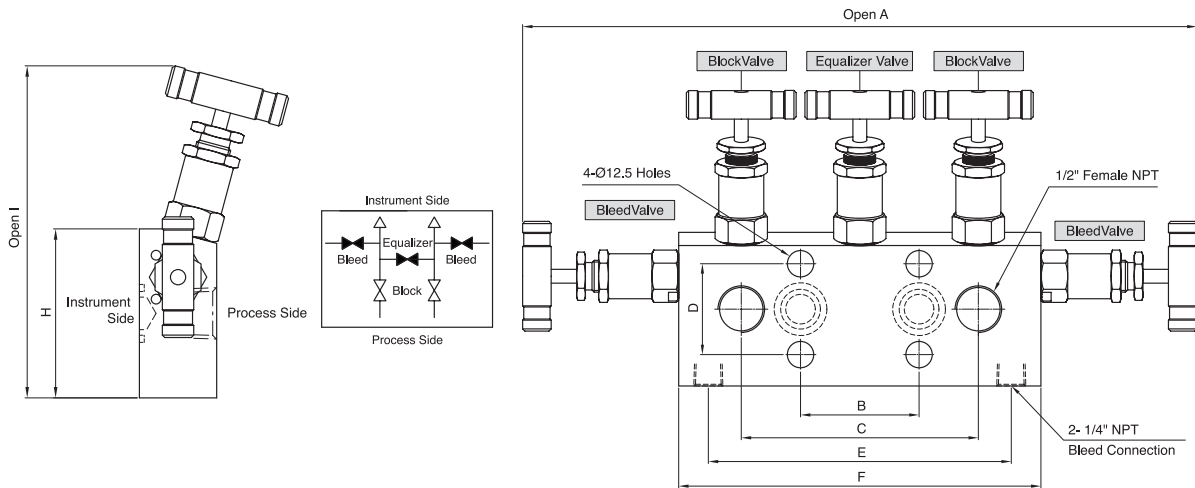 Open A
BlockValve
Equalizer Valve
BlockValve
4-Ø12.5 Holes
1/2" Female NPT
BleedValve
BleedValve
Open I
H
Instrument
Side
Process Side
Instrument Side
Equalizer
Bleed
Bleed
Block
Process Side
D
B
C
E
F
2- 1/4" NPT
Bleed Connection